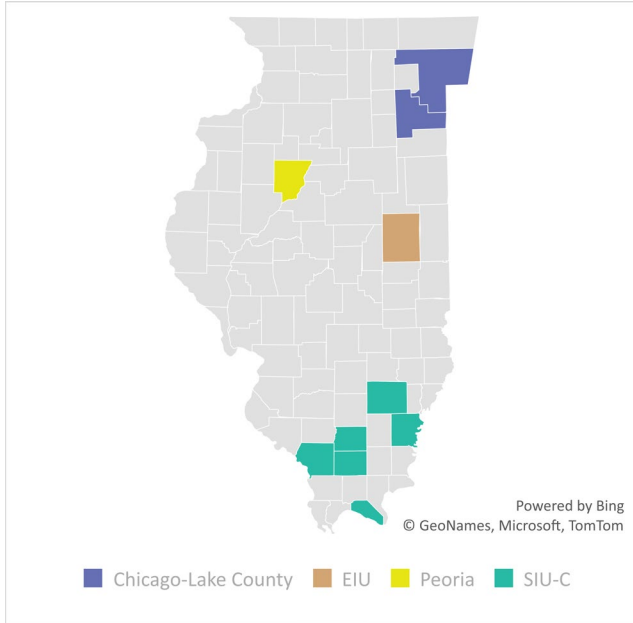 Powered by Bing
© GeoNames, Microsoft, TomTom
Chicago-Lake County EIU Peoria SIU-C